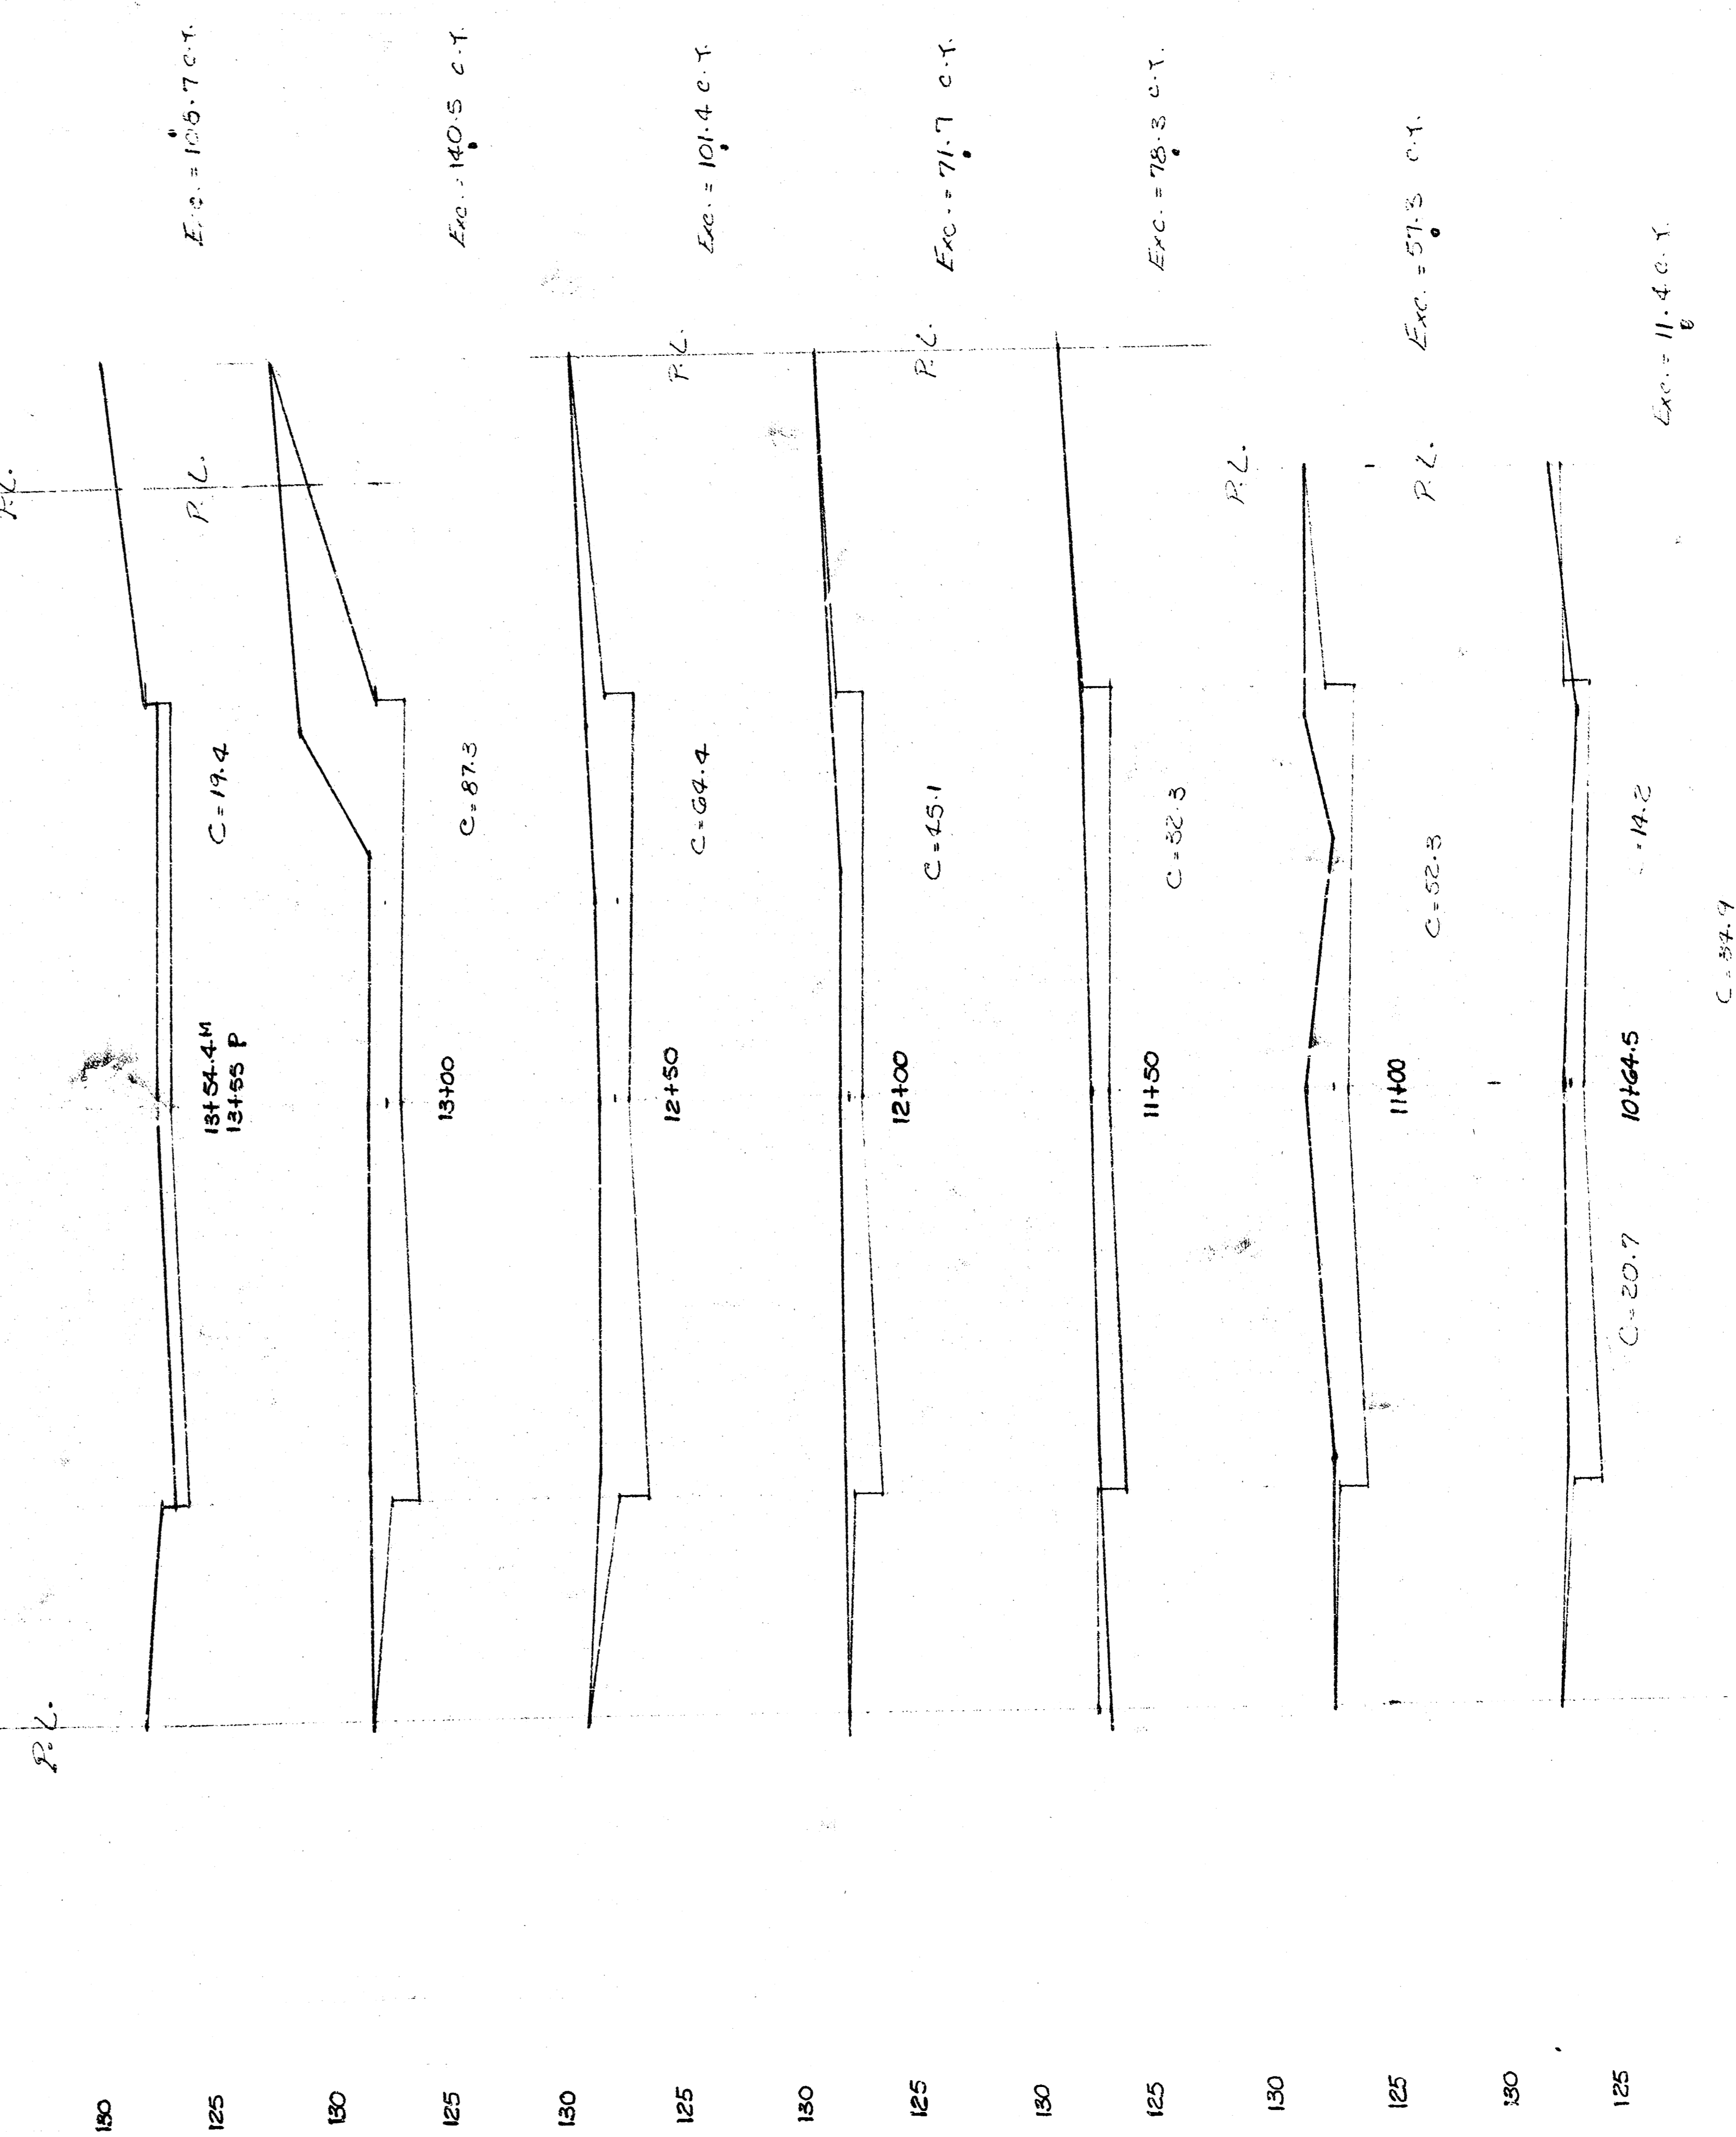 P.L.
130
125
13+54.4 M
13+55 P
C = 19.4
P.L.
Exc. = 106.7 C.Y.
130
125
13+00
C = 87.3
Exc. = 140.5 C.Y.
130
125
12+50
C = 64.4
P.L.
Exc. = 101.4 C.Y.
130
125
12+00
C = 45.1
P.L.
Exc. = 71.7 C.Y.
130
125
11+50
C = 32.3
Exc. = 78.3 C.Y.
P.L.
130
125
11+00
C = 52.3
P.L.
Exc. = 57.3 C.Y.
130
125
C = 20.7
10+64.5
= 14.2
Exc. = 11.4 C.Y.